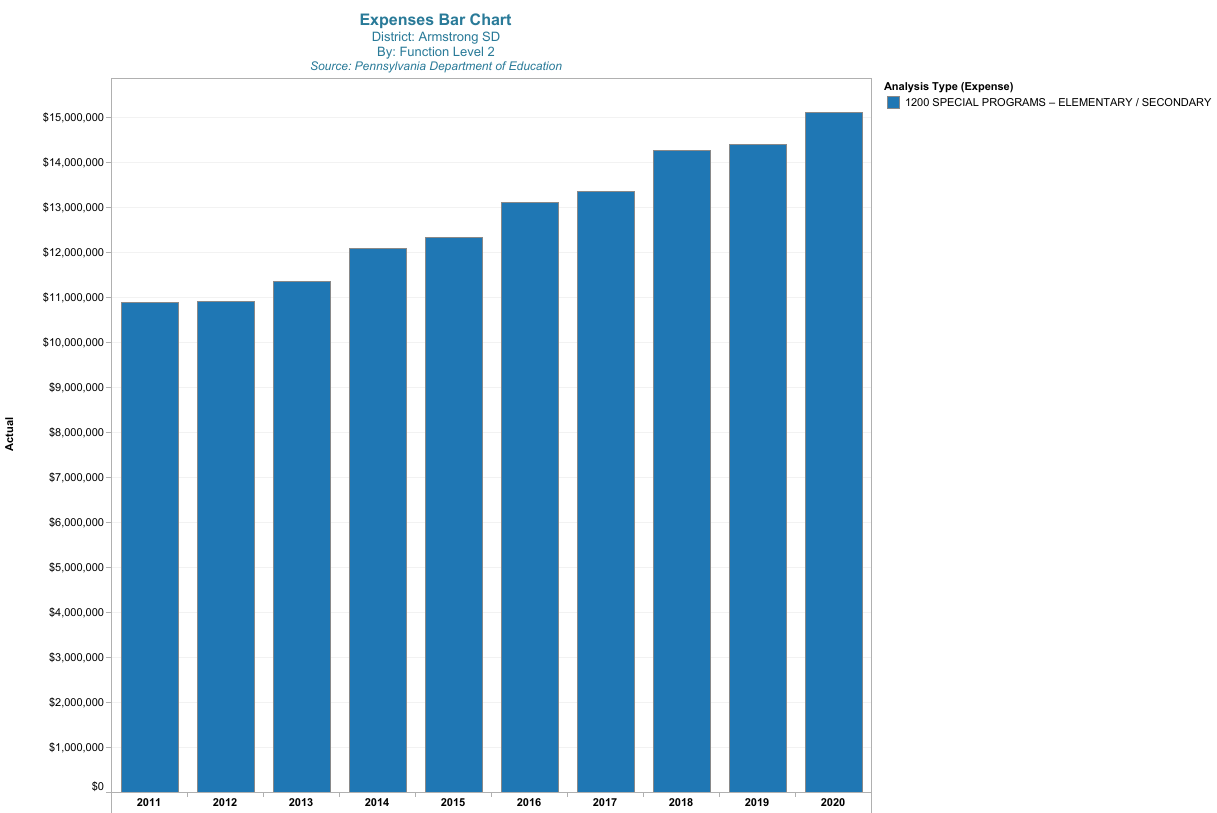 Expenses Bar Chart
District: Armstrong SD
By: Function Level 2
Source: Pennsylvania Department of Education
Analysis Type (Expense)
1200 SPECIAL PROGRAMS – ELEMENTARY / SECONDARY
Actual
$15,000,000
$14,000,000
$13,000,000
$12,000,000
$11,000,000
$10,000,000
$9,000,000
$8,000,000
$7,000,000
$6,000,000
$5,000,000
$4,000,000
$3,000,000
$2,000,000
$1,000,000
$0
2011 2012 2013 2014 2015 2016 2017 2018 2019 2020